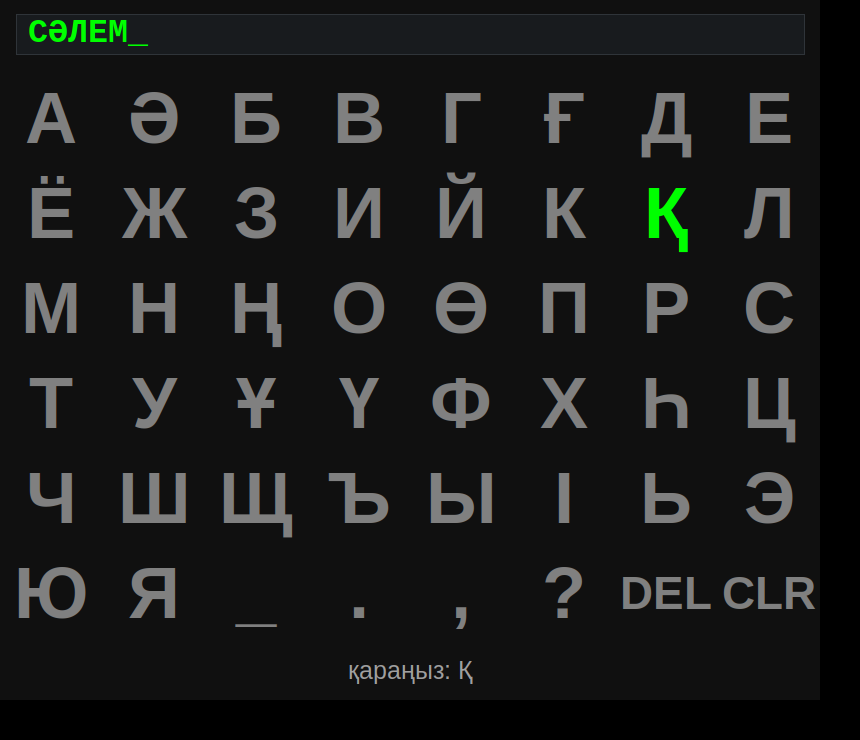 СӘЛЕМ_
А Ә Б В Г Ғ Д Е
Ё Ж З И Й К Қ Л
М Н Ң О Ө П Р С
Т У Ұ Ү Ф Х Һ Ц
Ч Ш Щ Ъ Ы І Ь Э
Ю Я _ . , ? DEL CLR
қараңыз: Қ